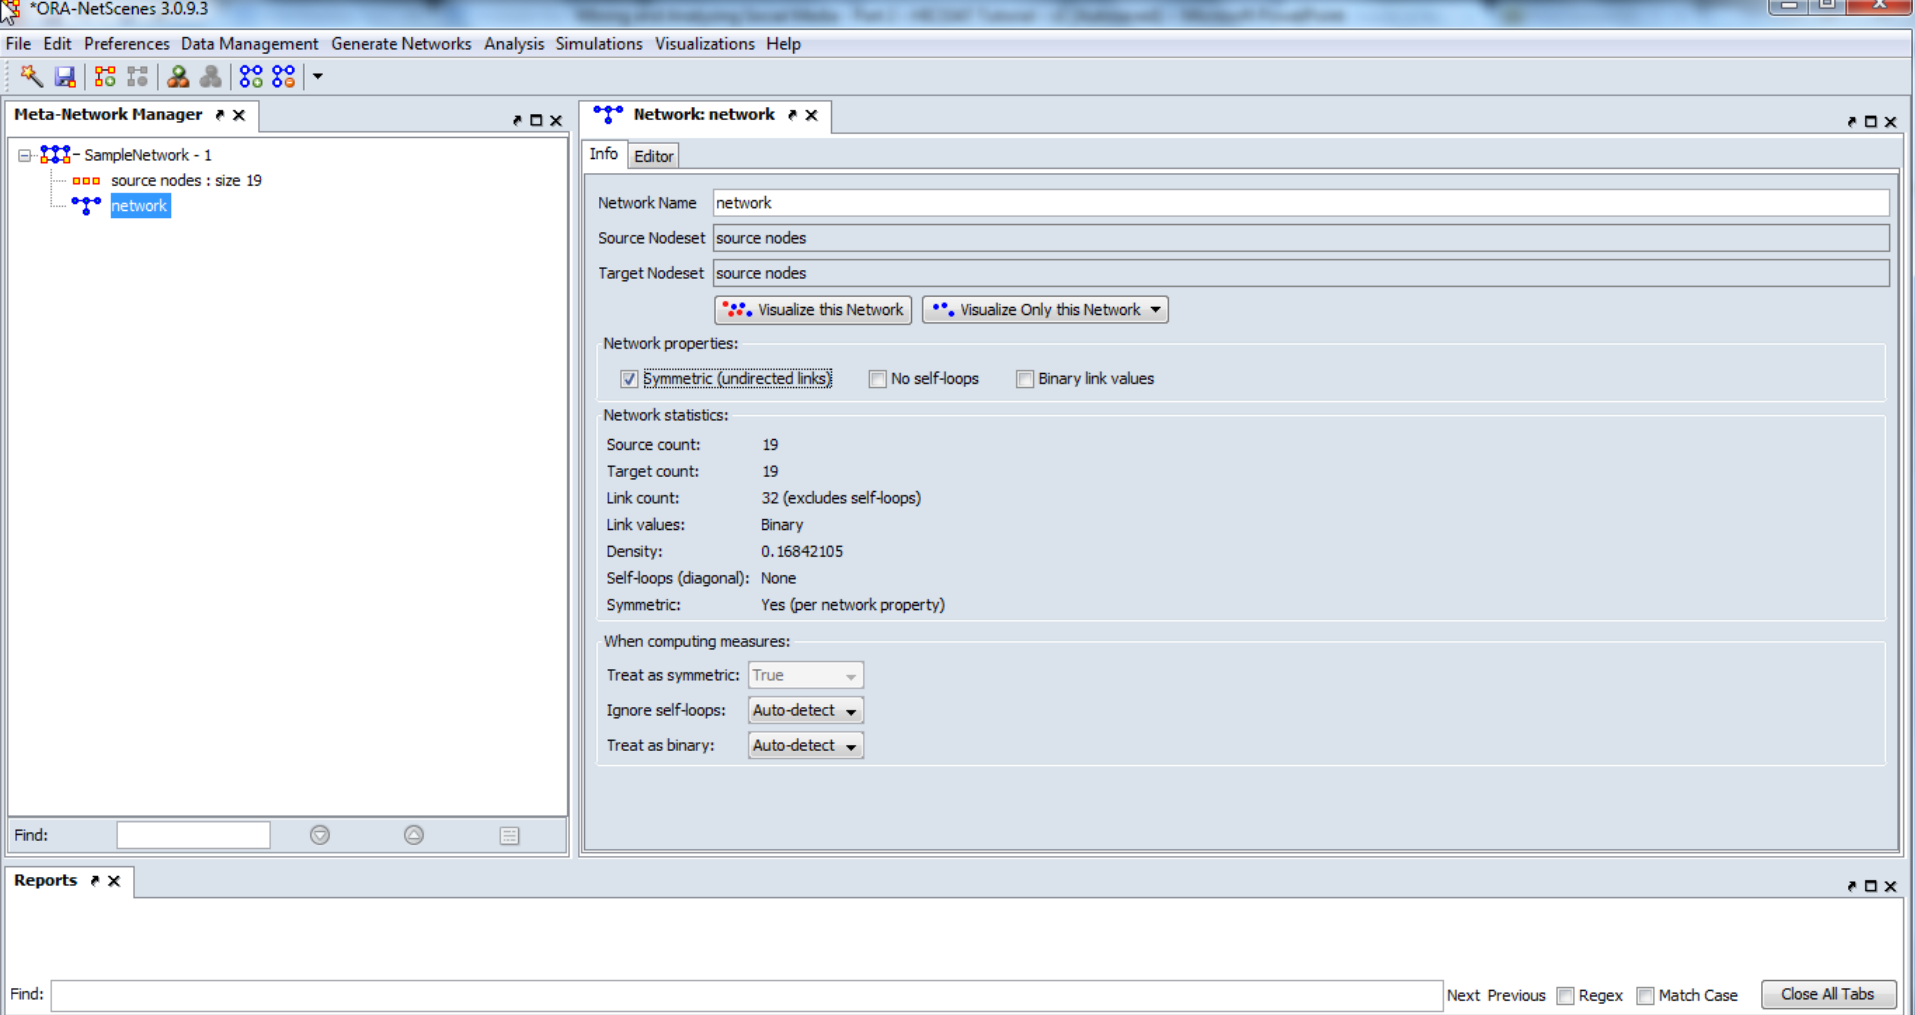 *ORA-NetScenes 3.0.9.3
File Edit Preferences Data Management Generate Networks Analysis Simulations Visualizations Help
Meta-Network Manager
SampleNetwork - 1
source nodes : size 19
network
Find:
Network: network
Info Editor
Network Name network
Source Nodeset source nodes
Target Nodeset source nodes
Visualize this Network Visualize Only this Network
Network properties:
Symmetric (undirected links) No self-loops Binary link values
Network statistics:
Source count: 19
Target count: 19
Link count: 32 (excludes self-loops)
Link values: Binary
Density: 0.16842105
Self-loops (diagonal): None
Symmetric: Yes (per network property)
When computing measures:
Treat as symmetric: True
Ignore self-loops: Auto-detect
Treat as binary: Auto-detect
Reports
Find: Next Previous Regex Match Case Close All Tabs